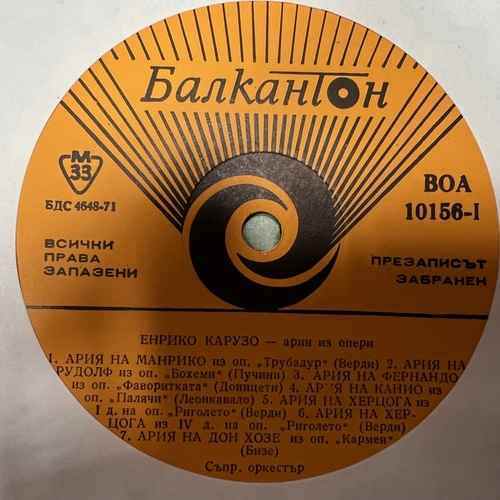 Балкантон
М
33
БДС 4648-71
ВОА
10156-I
ВСИЧКИ
ПРАВА
ЗАПАЗЕНИ
ПРЕЗАПИСЪТ
ЗАБРАНЕН
ЕНРИКО КАРУЗО — арии из опери
1. АРИЯ НА МАНРИКО из оп. „Трубадур" (Верди) 2. АРИЯ НА
РУДОЛФ из оп. „Бохеми" (Пучини) 3. АРИЯ НА ФЕРНАНДО
из оп. „Фаворитката" (Доницети) 4. АРИЯ НА КАНИО из
оп. „Палячи" (Леонкавало) 5. АРИЯ НА ХЕРЦОГА из
I д. на оп. „Риголето" (Верди) 6. АРИЯ НА ХЕР-
ЦОГА из IV д. на оп. „Риголето" (Верди)
7. АРИЯ НА ДОН ХОЗЕ из оп. „Кармен"
(Бизе)
Съпр. оркестър